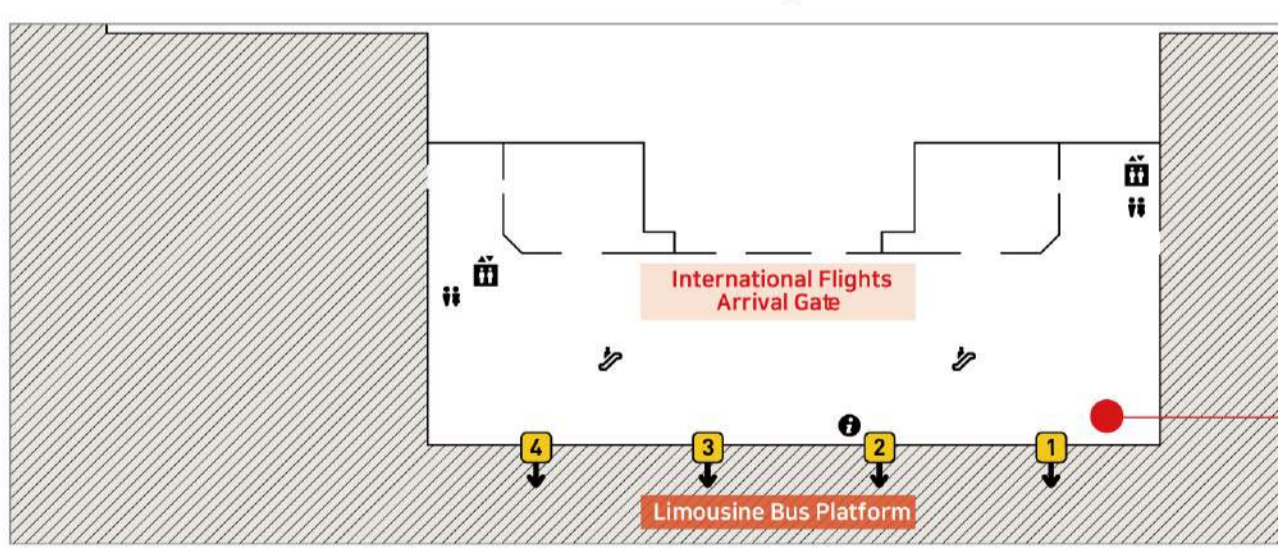 International Flights
Arrival Gate
i
4
3
2
1
Limousine Bus Platform